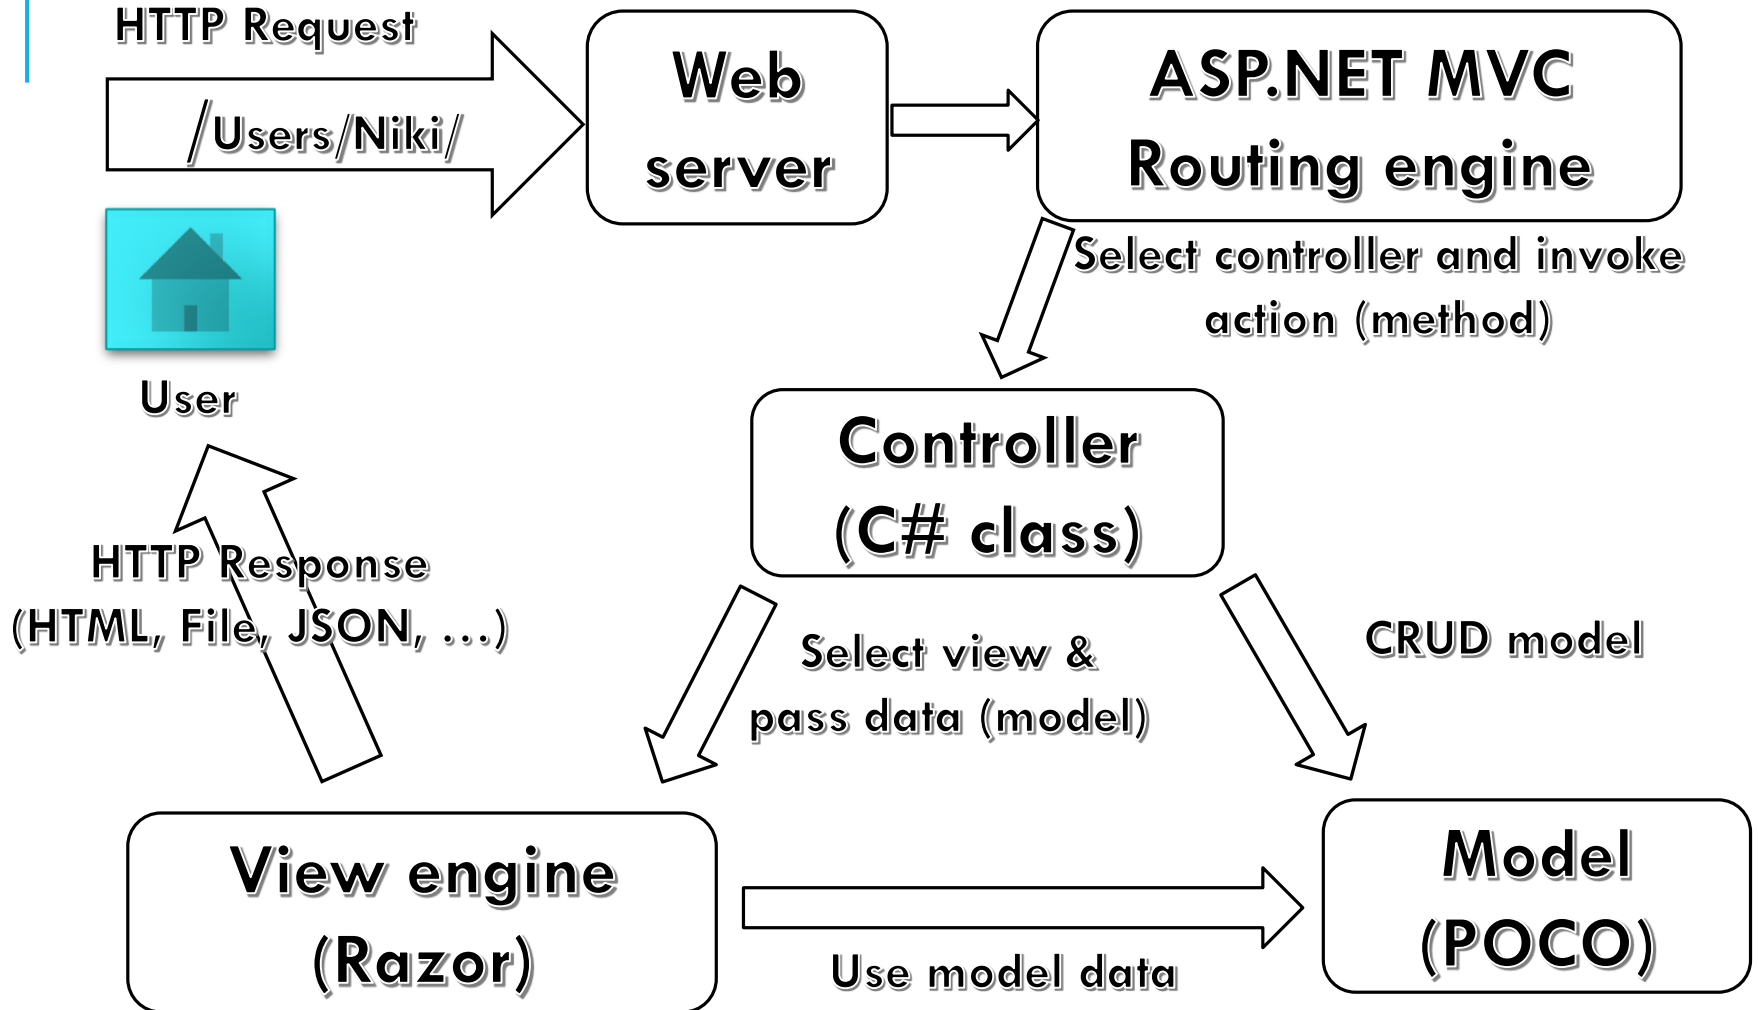 HTTP Request
/Users/Niki/
Web
server
ASP.NET MVC
Routing engine
Select controller and invoke
action (method)
User
Controller
(C# class)
HTTP Response
(HTML, File, JSON, ...)
Select view &
pass data (model)
CRUD model
View engine
(Razor)
Use model data
Model
(POCO)